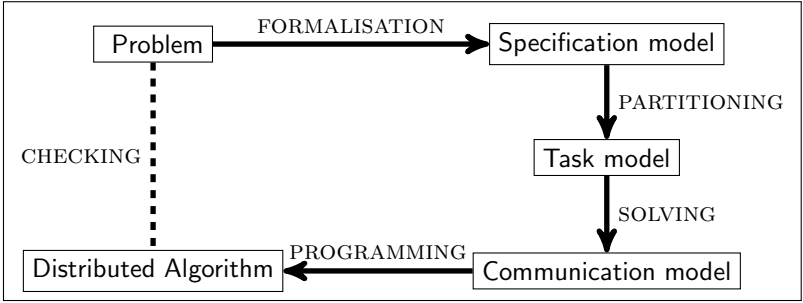 Problem
FORMALISATION
Specification model
PARTITIONING
Task model
CHECKING
SOLVING
PROGRAMMING
Distributed Algorithm
Communication model